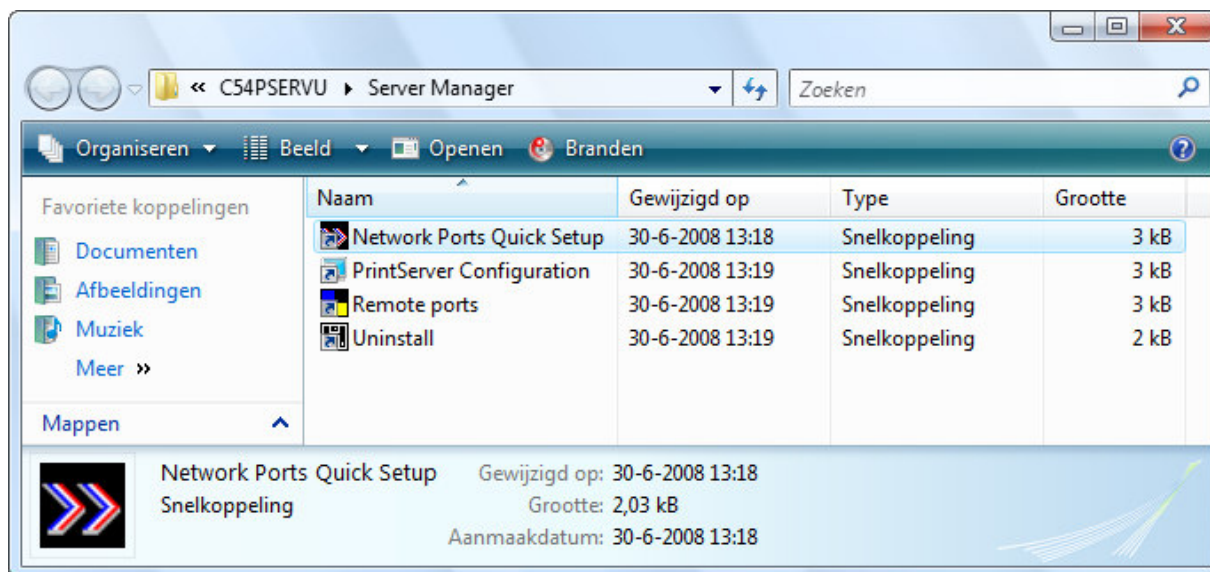 « C54PSERVU Server Manager
Zoeken
Organiseren Beeld Openen Branden
Favoriete koppelingen
Documenten
Afbeeldingen
Muziek
Meer »
Mappen
Naam Gewijzigd op Type Grootte
Network Ports Quick Setup 30-6-2008 13:18 Snelkoppeling 3 kB
PrintServer Configuration 30-6-2008 13:19 Snelkoppeling 3 kB
Remote ports 30-6-2008 13:19 Snelkoppeling 3 kB
Uninstall 30-6-2008 13:19 Snelkoppeling 2 kB
Network Ports Quick Setup Gewijzigd op: 30-6-2008 13:18
Snelkoppeling Grootte: 2,03 kB
Aanmaakdatum: 30-6-2008 13:18